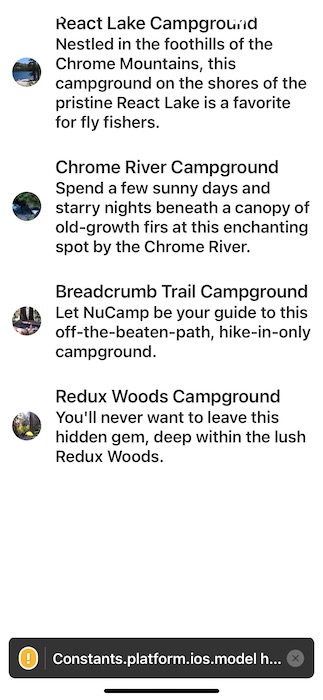 React Lake Campground
Nestled in the foothills of the
Chrome Mountains, this
campground on the shores of the
pristine React Lake is a favorite
for fly fishers.
Chrome River Campground
Spend a few sunny days and
starry nights beneath a canopy of
old-growth firs at this enchanting
spot by the Chrome River.
Breadcrumb Trail Campground
Let NuCamp be your guide to this
off-the-beaten-path, hike-in-only
campground.
Redux Woods Campground
You'll never want to leave this
hidden gem, deep within the lush
Redux Woods.
! Constants.platform.ios.model h...